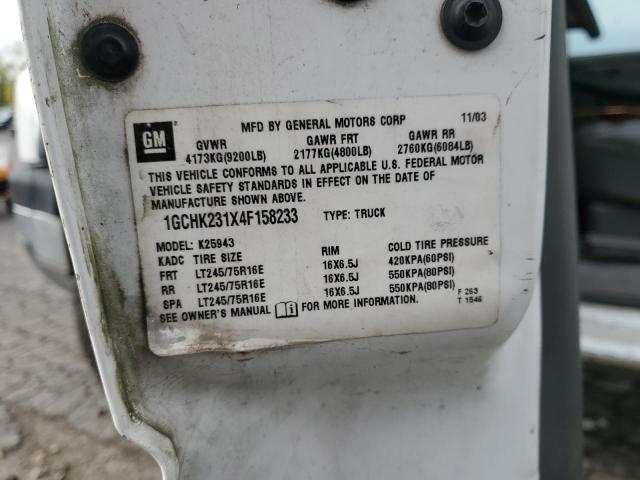 GM
MFD BY GENERAL MOTORS CORP 11/03
GVWR GAWR FRT GAWR RR
4173KG(9200LB) 2177KG(4800LB) 2760KG(6084LB)
THIS VEHICLE CONFORMS TO ALL APPLICABLE U.S. FEDERAL MOTOR
VEHICLE SAFETY STANDARDS IN EFFECT ON THE DATE OF
MANUFACTURE SHOWN ABOVE.
1GCHK231X4F158233 TYPE: TRUCK
MODEL: K25943
KADC TIRE SIZE RIM COLD TIRE PRESSURE
FRT LT245/75R16E 16X6.5J 420KPA(60PSI)
RR LT245/75R16E 16X6.5J 550KPA(80PSI)
SPA LT245/75R16E 16X6.5J 550KPA(80PSI)
SEE OWNER'S MANUAL i FOR MORE INFORMATION.
F 263
T 1546